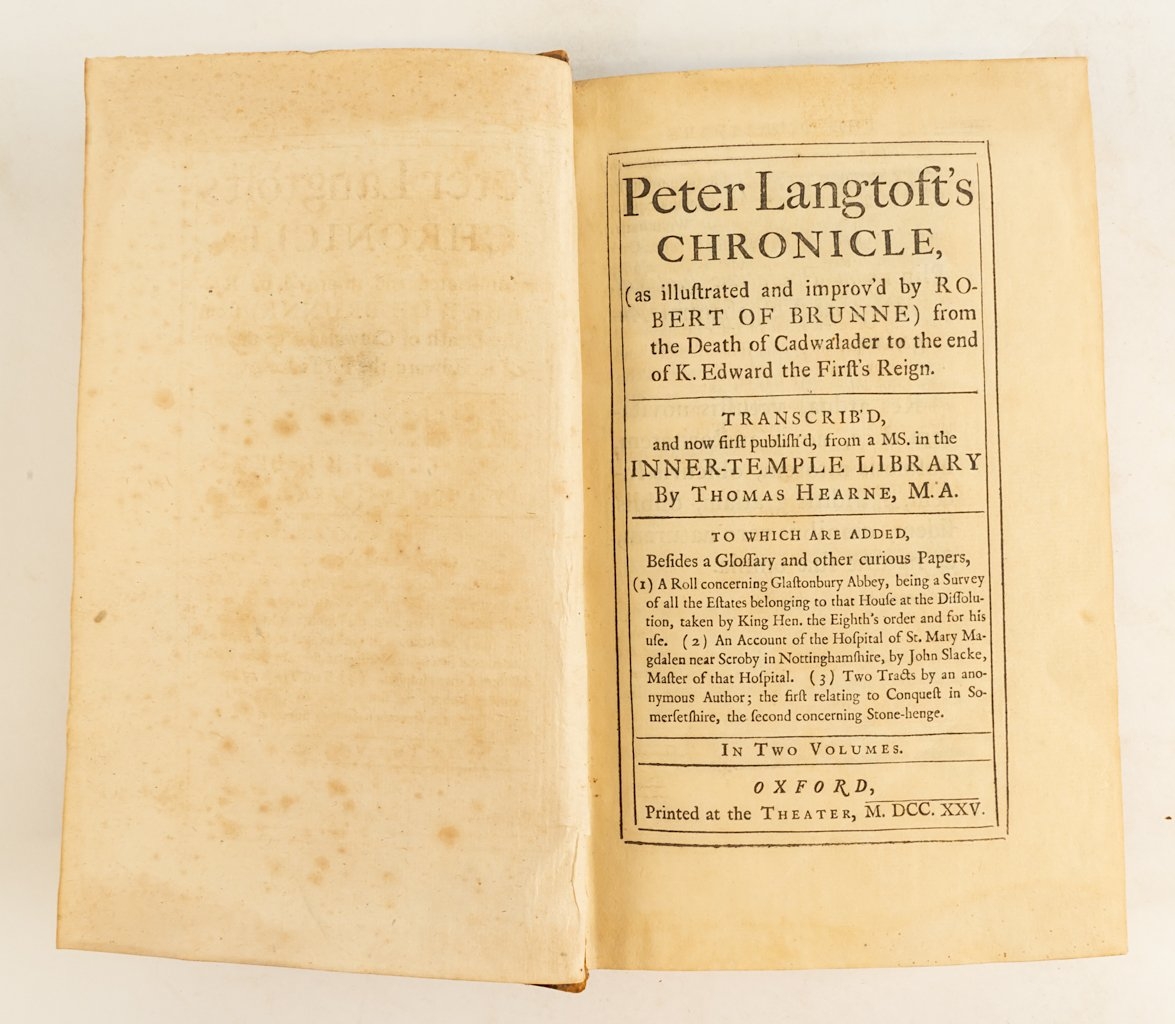 Peter Langtoft's
CHRONICLE,
(as illuſtrated and improv'd by RO-
BERT OF BRUNNE) from
the Death of Cadwalader to the end
of K. Edward the Firſt's Reign.
TRANSCRIB'D,
and now firſt publiſh'd, from a MS. in the
INNER-TEMPLE LIBRARY
By THOMAS HEARNE, M.A.
TO WHICH ARE ADDED,
Beſides a Gloſſary and other curious Papers,
(1) A Roll concerning Glaſtonbury Abbey, being a Survey
of all the Eſtates belonging to that Houſe at the Diſſolu-
tion, taken by King Hen. the Eighth's order and for his
uſe. (2) An Account of the Hoſpital of St. Mary Ma-
gdalen near Scroby in Nottinghamſhire, by John Slacke,
Maſter of that Hoſpital. (3) Two Tracts by an ano-
nymous Author; the firſt relating to Conqueſt in So-
merſetſhire, the ſecond concerning Stone-henge.
IN TWO VOLUMES.
OXFORD,
Printed at the THEATER, M. DCC. XXV.